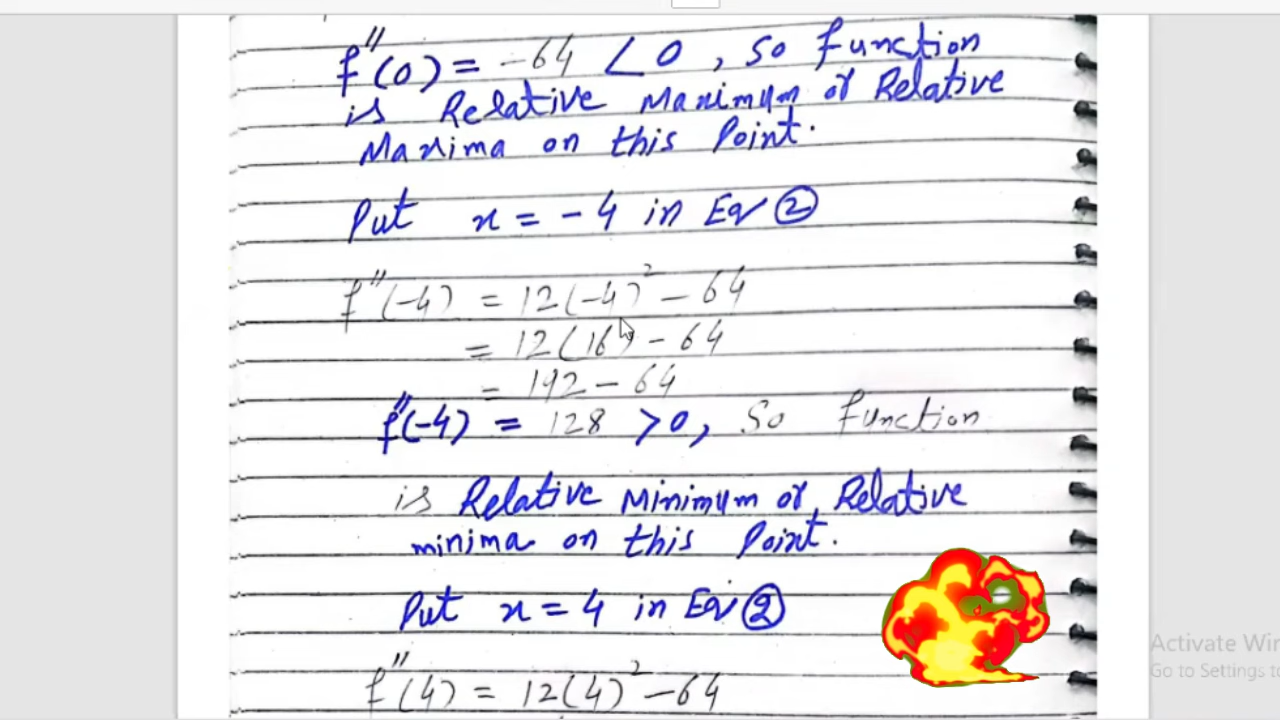 f''(0) = -64 < 0, so function
is Relative Maximum or Relative
Maxima on this Point.
Put x = -4 in Eq ②
f''(-4) = 12(-4)² - 64
= 12(16) - 64
= 192 - 64
f''(-4) = 128 > 0, So function
is Relative Minimum or Relative
minima on this Point.
Put x = 4 in Eq ②
f''(4) = 12(4)² - 64
Activate Win
Go to Settings to